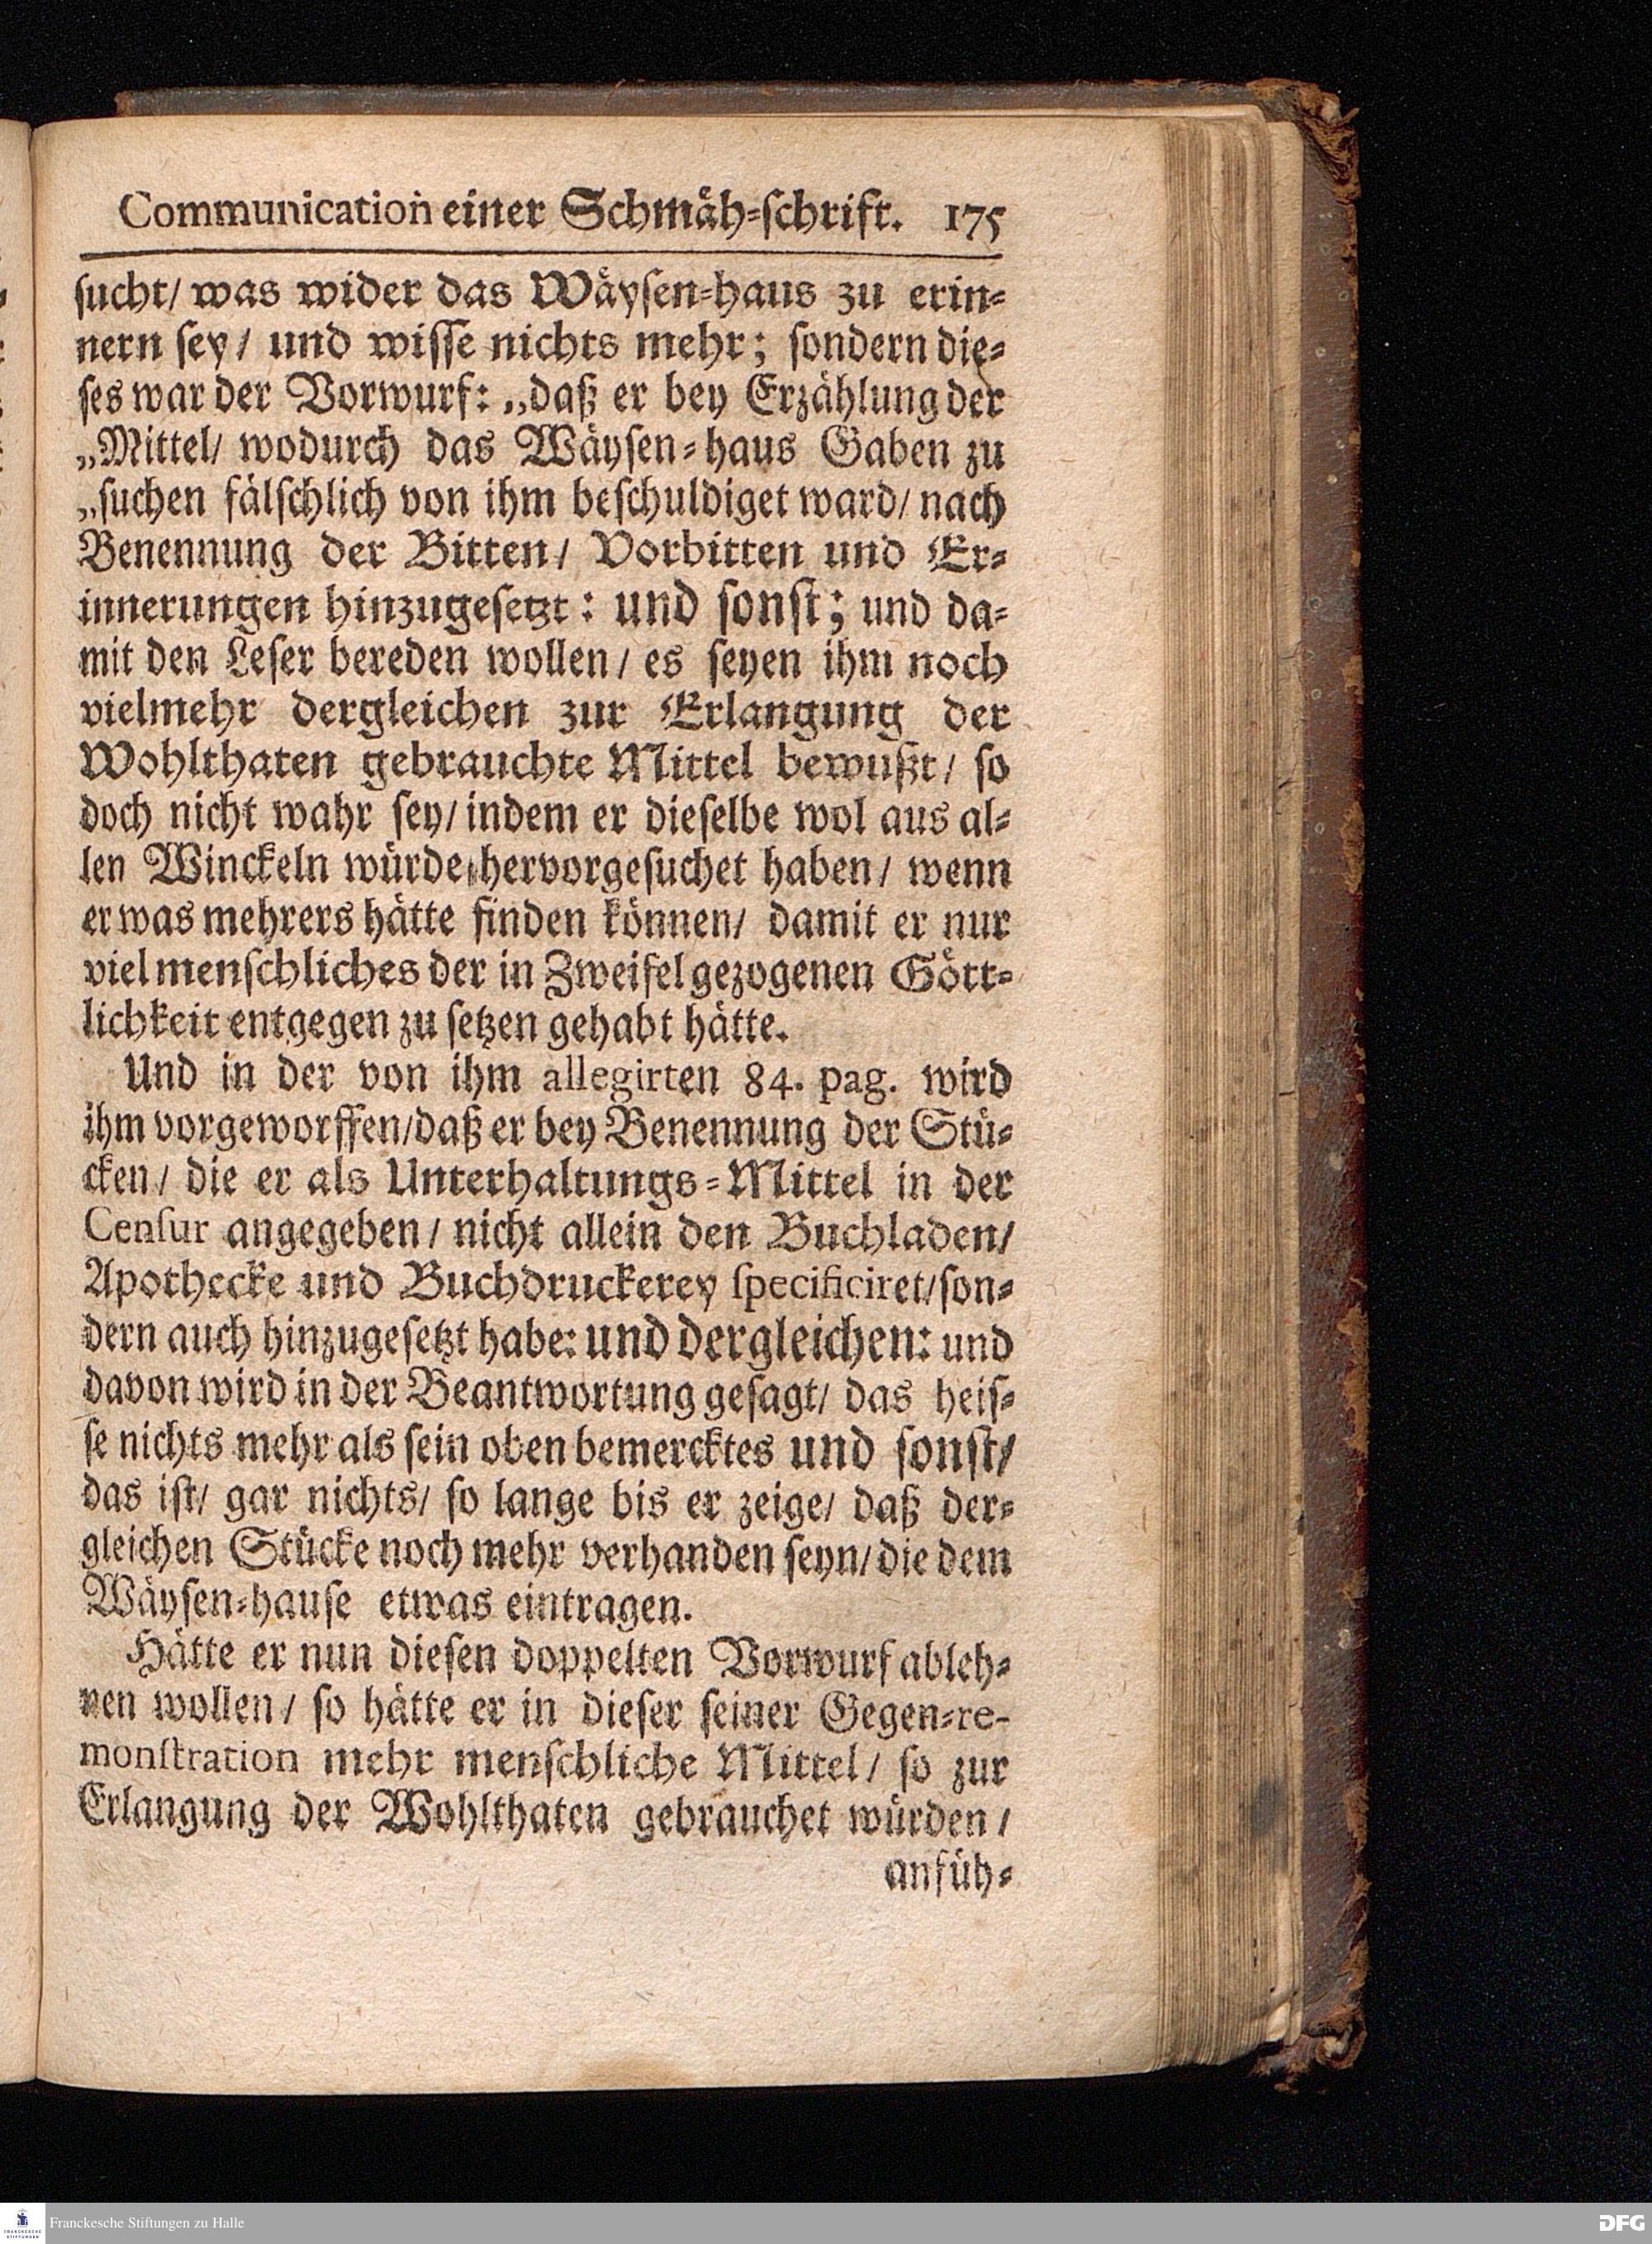 Communication einer Schmäh-schrift. 175
sucht/ was wider das Wäysen-haus zu erin-
nern sey/ und wisse nichts mehr; sondern die-
ses war der Vorwurf: „daß er bey Erzählung der
„Mittel/ wodurch das Wäysen-haus Gaben zu
„suchen fälschlich von ihm beschuldiget ward/ nach
Benennung der Bitten/ Vorbitten und Er-
innerungen hinzugesetzt: und sonst; und da-
mit den Leser bereden wollen/ es seyen ihm noch
vielmehr dergleichen zur Erlangung der
Wohlthaten gebrauchte Mittel bewußt/ so
doch nicht wahr sey/ indem er dieselbe wol aus al-
len Winckeln würde hervorgesuchet haben/ wenn
er was mehrers hätte finden können/ damit er nur
viel menschliches der in Zweifel gezogenen Gött-
lichkeit entgegen zu setzen gehabt hätte.
Und in der von ihm allegirten 84. pag. wird
ihm vorgeworffen/daß er bey Benennung der Stü-
cken/ die er als Unterhaltungs-Mittel in der
Censur angegeben/ nicht allein den Buchladen/
Apothecke und Buchdruckerey specificiret/son-
dern auch hinzugesetzt habe: und dergleichen: und
davon wird in der Beantwortung gesagt/ das heis-
se nichts mehr als sein oben bemercktes und sonst/
das ist/ gar nichts/ so lange bis er zeige/ daß der-
gleichen Stücke noch mehr verhanden seyn/ die dem
Wäysen-hause etwas eintragen.
Hätte er nun diesen doppelten Vorwurf ableh-
nen wollen/ so hätte er in dieser seiner Gegen-re-
monstration mehr menschliche Mittel/ so zur
Erlangung der Wohlthaten gebrauchet würden/
anfüh-
FRANCKESCHE
STIFTUNGEN
Franckesche Stiftungen zu Halle
DFG